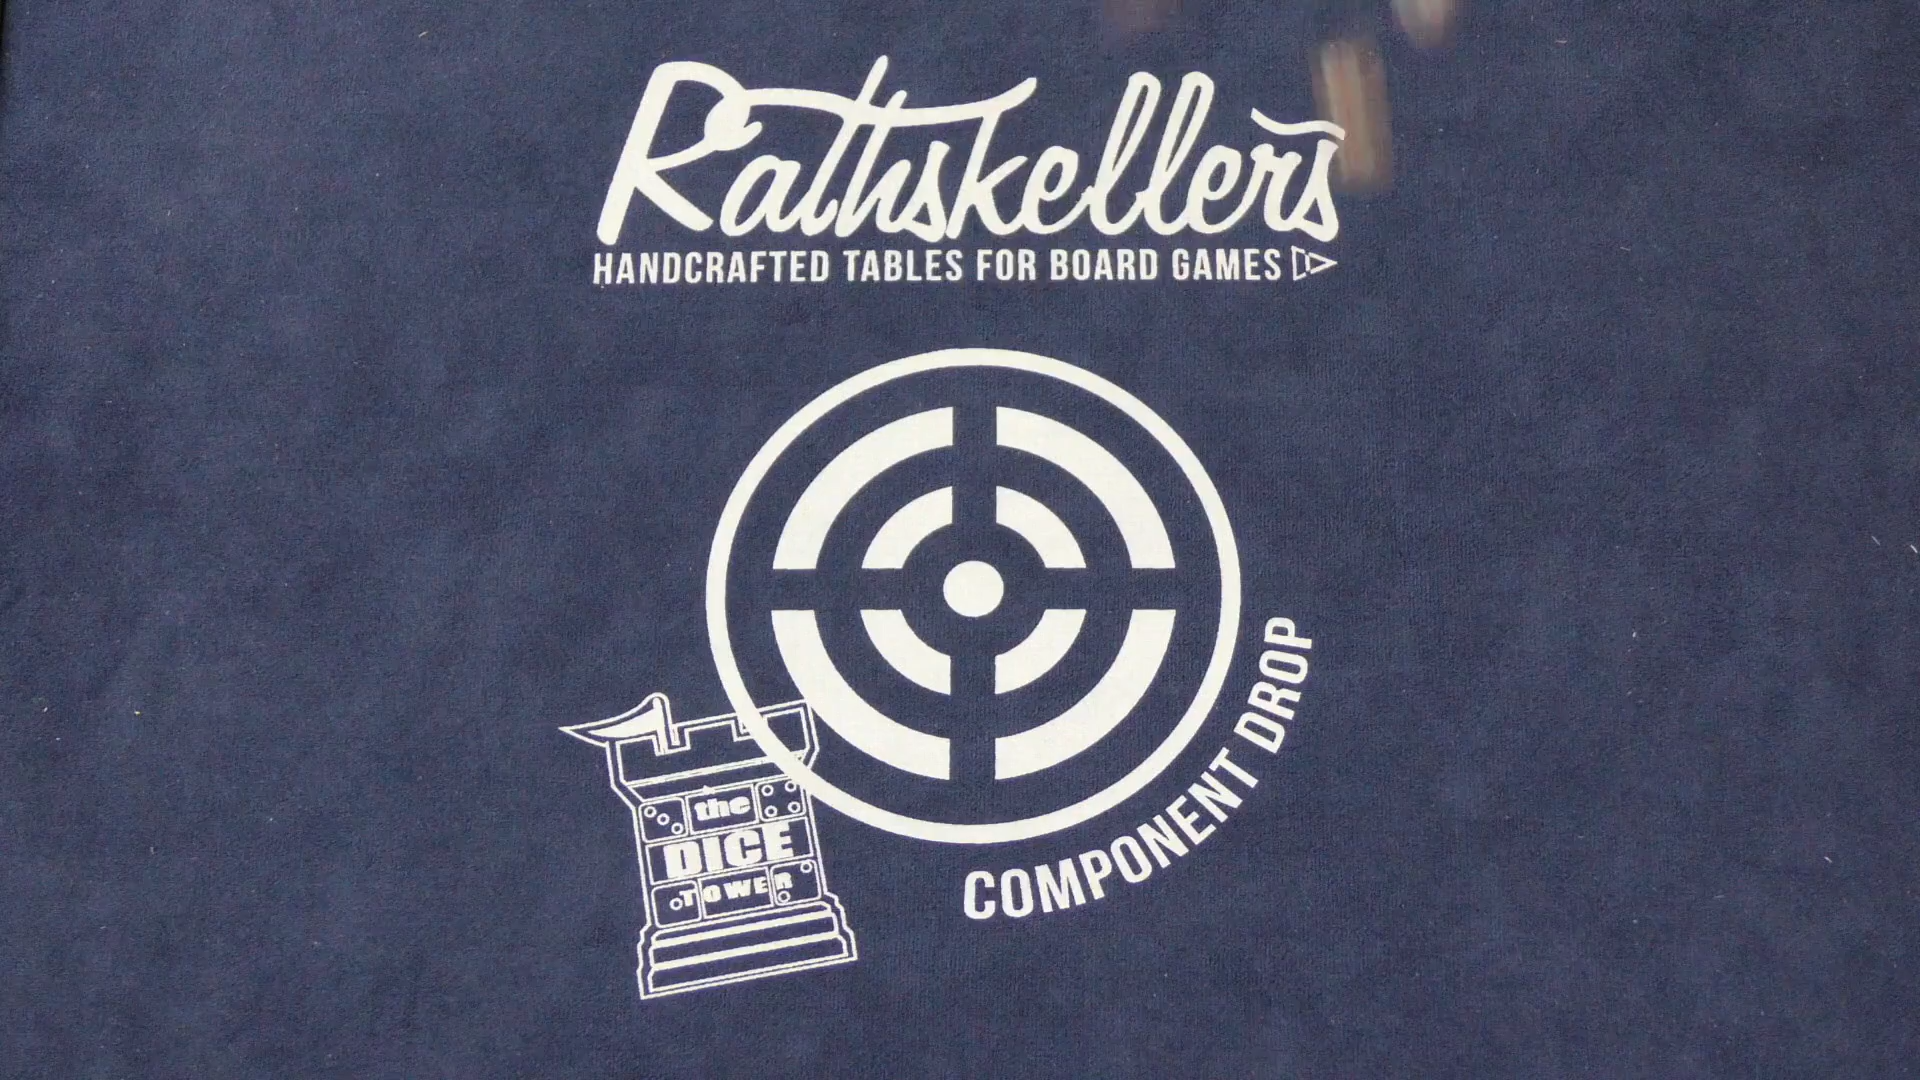 Rathskellers
HANDCRAFTED TABLES FOR BOARD GAMES
COMPONENT DROP
the
DICE
TOWER